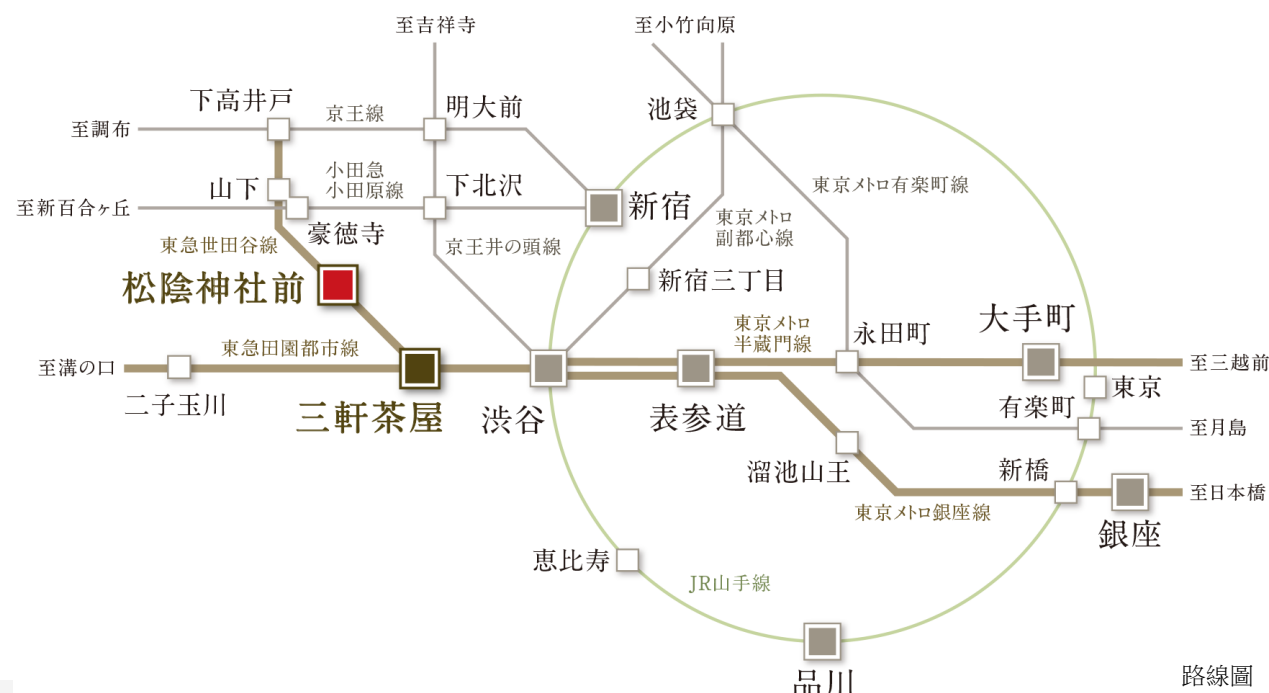 至吉祥寺
至小竹向原
下高井戸
京王線
明大前
池袋
至調布
山下
小田急
小田原線
下北沢
新宿
東京メトロ有楽町線
至新百合ヶ丘
豪徳寺
東京メトロ
副都心線
東急世田谷線
京王井の頭線
松陰神社前
新宿三丁目
東急田園都市線
東京メトロ
半蔵門線
永田町
大手町
至溝の口
至三越前
二子玉川
三軒茶屋
渋谷
表参道
有楽町
東京
至月島
溜池山王
新橋
至日本橋
東京メトロ銀座線
銀座
恵比寿
JR山手線
品川
路線圖